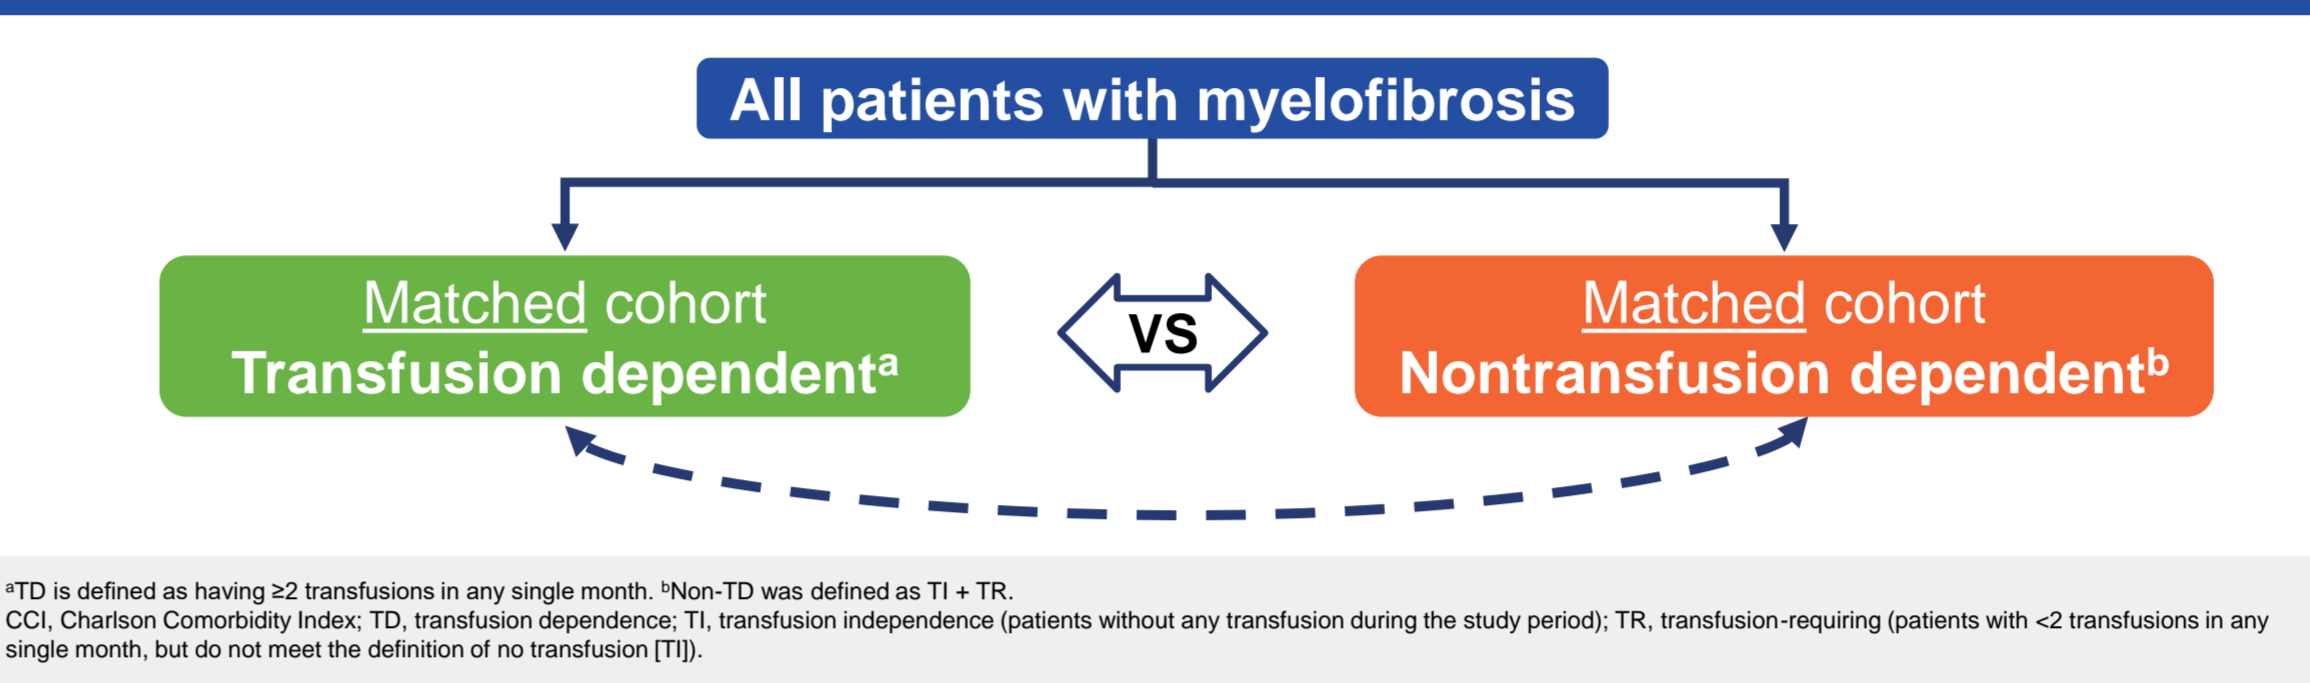 All patients with myelofibrosis
Matched cohort
Transfusion dependentᵃ
VS
Matched cohort
Nontransfusion dependentᵇ
ᵃTD is defined as having ≥2 transfusions in any single month. ᵇNon-TD was defined as TI + TR.
CCI, Charlson Comorbidity Index; TD, transfusion dependence; TI, transfusion independence (patients without any transfusion during the study period); TR, transfusion-requiring (patients with <2 transfusions in any
single month, but do not meet the definition of no transfusion [TI]).